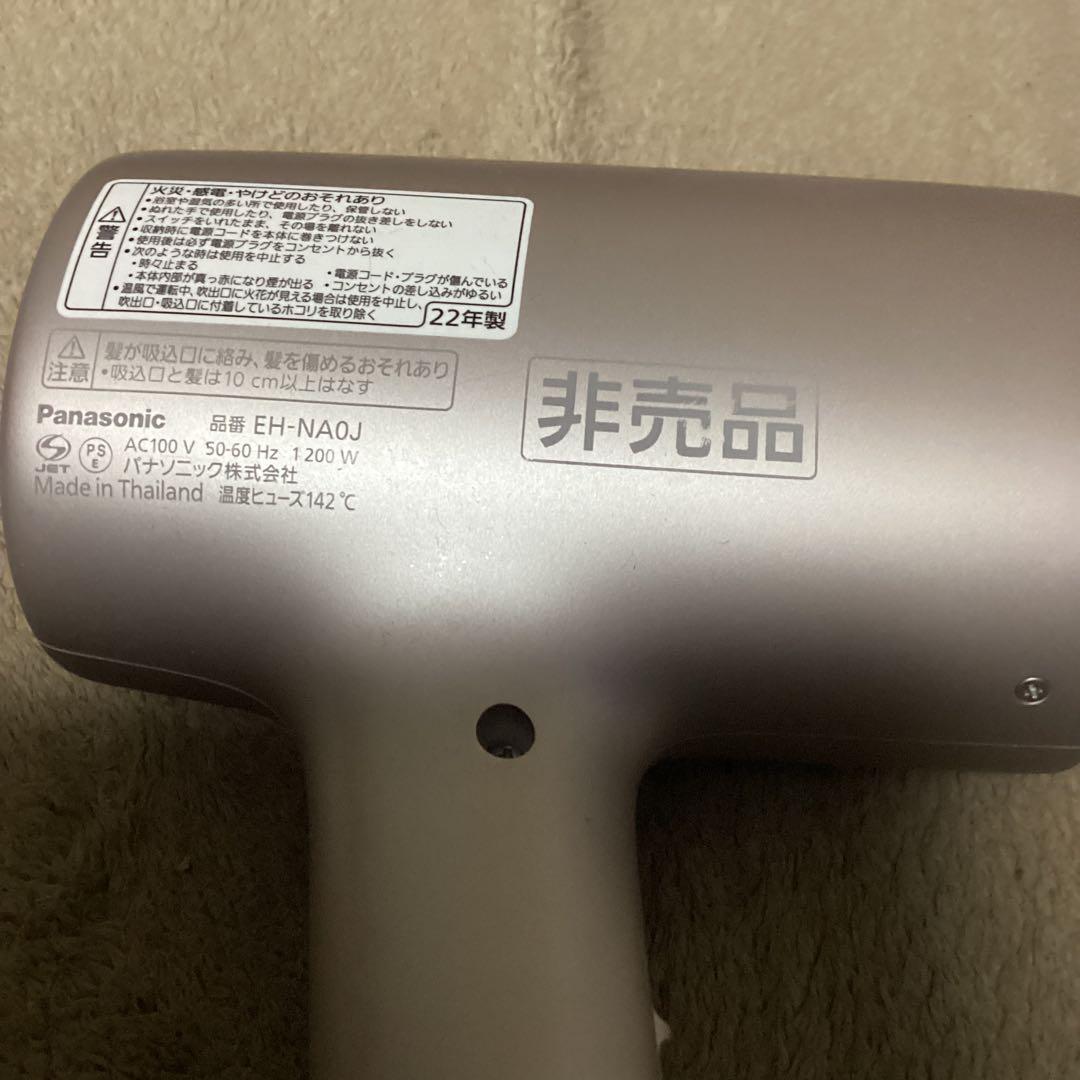 警告
火災・感電・やけどのおそれあり
・浴室や湿気の多い所で使用したり、保管しない
・ぬれた手で使用したり、電源プラグの抜き差しをしない
・スイッチをいれたまま、その場を離れない
・収納時に電源コードを本体に巻きつけない
・使用後は必ず電源プラグをコンセントから抜く
・次のような時は使用を中止する
・時々止まる ・電源コード・プラグが傷んでいる
・本体内部が真っ赤になり煙が出る ・コンセントの差し込みがゆるい
・温風で運転中、吹出口に火花が見える場合は使用を中止し、
吹出口・吸込口に付着しているホコリを取り除く
22年製
注意
髪が吸込口に絡み、髪を傷めるおそれあり
・吸込口と髪は10 cm以上はなす
非売品
Panasonic 品番 EH-NA0J
JET PS E AC100 V 50-60 Hz 1 200 W
パナソニック株式会社
Made in Thailand 温度ヒューズ142 ℃